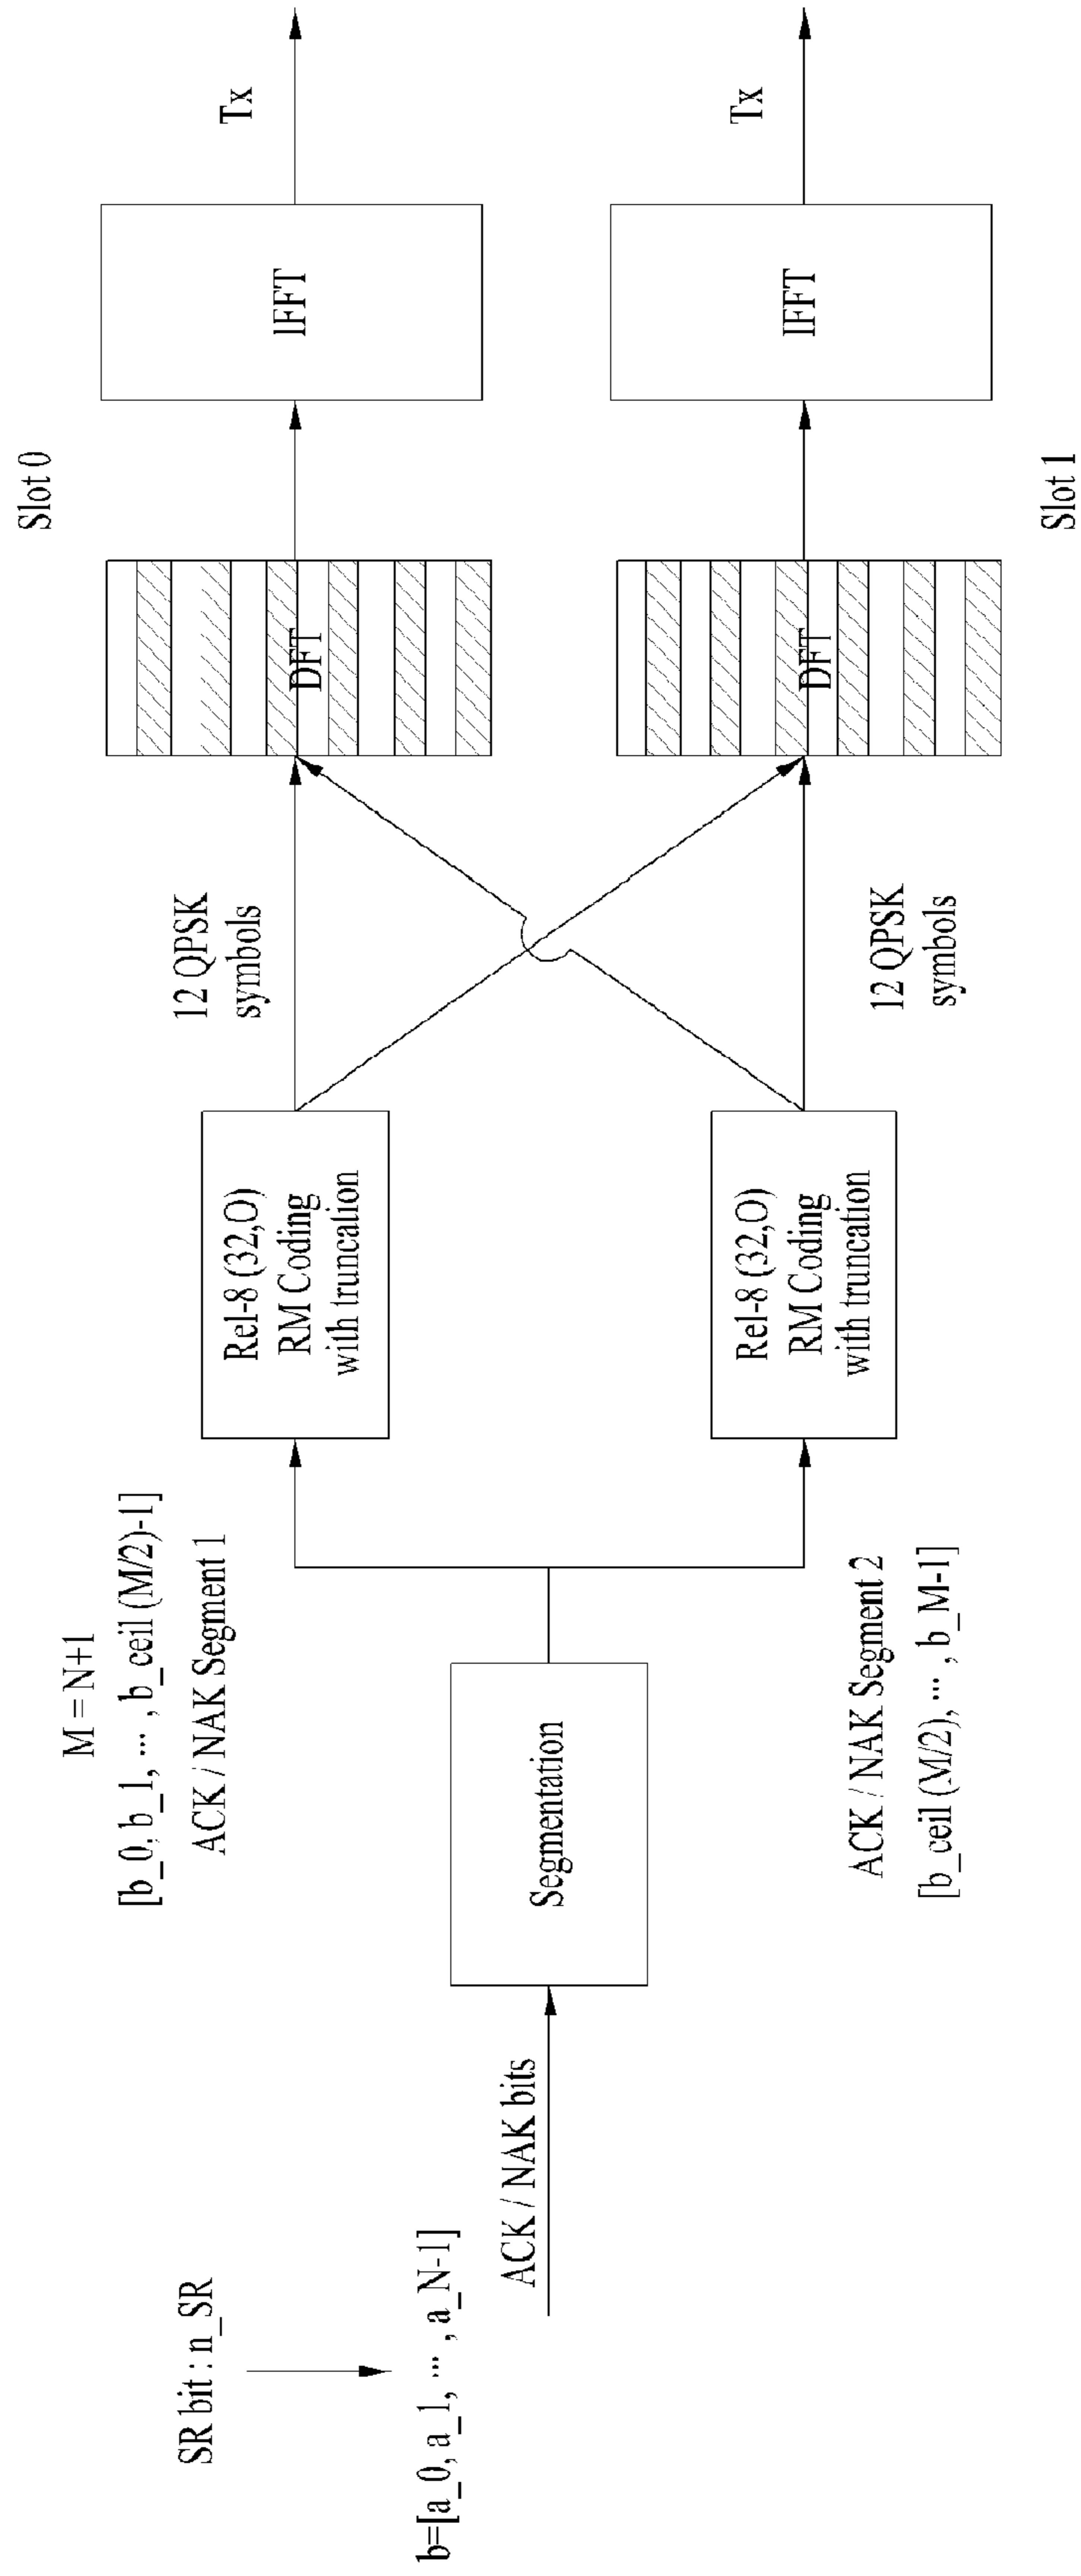 SR bit : n_SR
b=[a_0, a_1, ··· , a_N-1]
ACK / NAK bits
Segmentation
M = N+1
[b_0, b_1, ··· , b_ceil (M/2)-1]
ACK / NAK Segment 1
ACK / NAK Segment 2
[b_ceil (M/2), ··· , b_M-1]
Rel-8 (32,O)
RM Coding
with truncation
Rel-8 (32,O)
RM Coding
with truncation
12 QPSK
symbols
12 QPSK
symbols
Slot 0
DFT
IFFT
Tx
DFT
IFFT
Tx
Slot 1